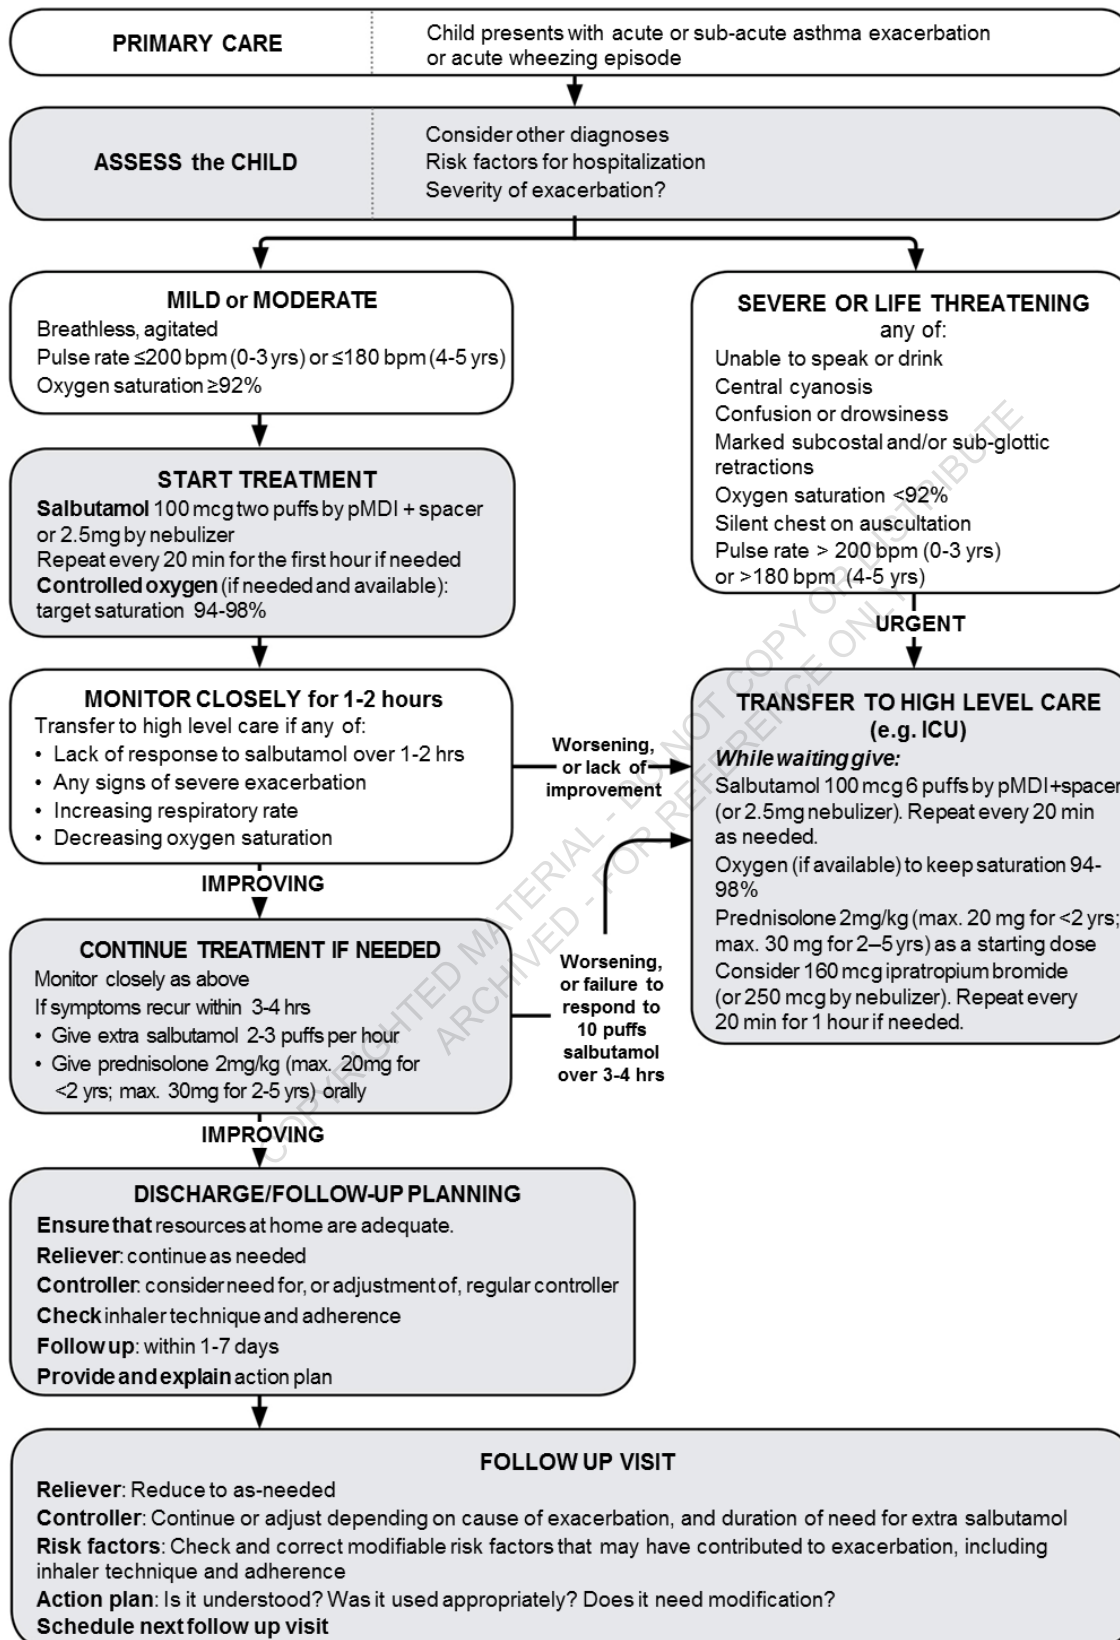 PRIMARY CARE
Child presents with acute or sub-acute asthma exacerbation
or acute wheezing episode
ASSESS the CHILD
Consider other diagnoses
Risk factors for hospitalization
Severity of exacerbation?
MILD or MODERATE
Breathless, agitated
Pulse rate ≤200 bpm (0-3 yrs) or ≤180 bpm (4-5 yrs)
Oxygen saturation ≥92%
SEVERE OR LIFE THREATENING
any of:
Unable to speak or drink
Central cyanosis
Confusion or drowsiness
Marked subcostal and/or sub-glottic
retractions
Oxygen saturation <92%
Silent chest on auscultation
Pulse rate > 200 bpm (0-3 yrs)
or >180 bpm (4-5 yrs)
START TREATMENT
Salbutamol 100 mcg two puffs by pMDI + spacer
or 2.5mg by nebulizer
Repeat every 20 min for the first hour if needed
Controlled oxygen (if needed and available):
target saturation 94-98%
URGENT
MONITOR CLOSELY for 1-2 hours
Transfer to high level care if any of:
• Lack of response to salbutamol over 1-2 hrs
• Any signs of severe exacerbation
• Increasing respiratory rate
• Decreasing oxygen saturation
Worsening,
or lack of
improvement
TRANSFER TO HIGH LEVEL CARE
(e.g. ICU)
While waiting give:
Salbutamol 100 mcg 6 puffs by pMDI+spacer
(or 2.5mg nebulizer). Repeat every 20 min
as needed.
Oxygen (if available) to keep saturation 94-
98%
Prednisolone 2mg/kg (max. 20 mg for <2 yrs;
max. 30 mg for 2–5 yrs) as a starting dose
Consider 160 mcg ipratropium bromide
(or 250 mcg by nebulizer). Repeat every
20 min for 1 hour if needed.
IMPROVING
CONTINUE TREATMENT IF NEEDED
Monitor closely as above
If symptoms recur within 3-4 hrs
• Give extra salbutamol 2-3 puffs per hour
• Give prednisolone 2mg/kg (max. 20mg for
<2 yrs; max. 30mg for 2-5 yrs) orally
Worsening,
or failure to
respond to
10 puffs
salbutamol
over 3-4 hrs
IMPROVING
DISCHARGE/FOLLOW-UP PLANNING
Ensure that resources at home are adequate.
Reliever: continue as needed
Controller: consider need for, or adjustment of, regular controller
Check inhaler technique and adherence
Follow up: within 1-7 days
Provide and explain action plan
FOLLOW UP VISIT
Reliever: Reduce to as-needed
Controller: Continue or adjust depending on cause of exacerbation, and duration of need for extra salbutamol
Risk factors: Check and correct modifiable risk factors that may have contributed to exacerbation, including
inhaler technique and adherence
Action plan: Is it understood? Was it used appropriately? Does it need modification?
Schedule next follow up visit
COPYRIGHTED MATERIAL - DO NOT COPY OR DISTRIBUTE
ARCHIVED - FOR REFERENCE ONLY